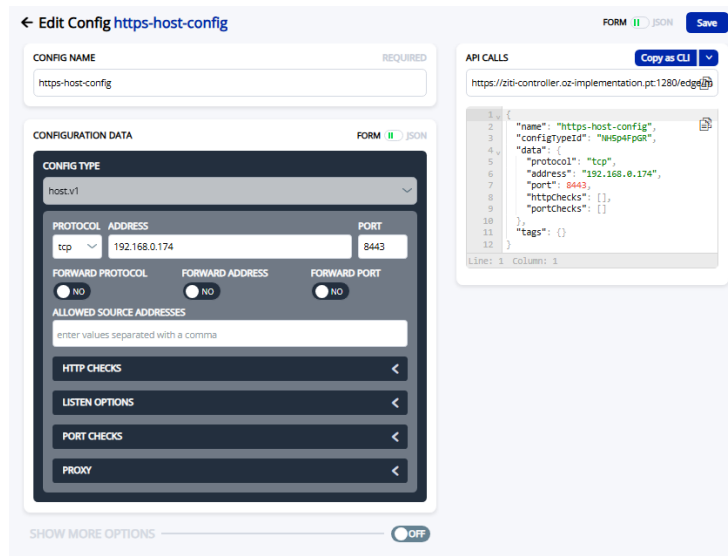 Edit Config https-host-config
FORM JSON
Save
CONFIG NAME
REQUIRED
https-host-config
CONFIGURATION DATA
FORM JSON
CONFIG TYPE
host.v1
PROTOCOL ADDRESS PORT
tcp 192.168.0.174 8443
FORWARD PROTOCOL FORWARD ADDRESS FORWARD PORT
NO NO NO
ALLOWED SOURCE ADDRESSES
enter values separated with a comma
HTTP CHECKS
LISTEN OPTIONS
PORT CHECKS
PROXY
SHOW MORE OPTIONS
OFF
API CALLS
Copy as CLI
https://ziti-controller.oz-implementation.pt:1280/edge/m
1 {
2 "name": "https-host-config",
3 "configTypeId": "NH5p4FpGR",
4 "data": {
5 "protocol": "tcp",
6 "address": "192.168.0.174",
7 "port": 8443,
8 "httpChecks": [],
9 "portChecks": []
10 },
11 "tags": {}
12 }
Line: 1 Column: 1